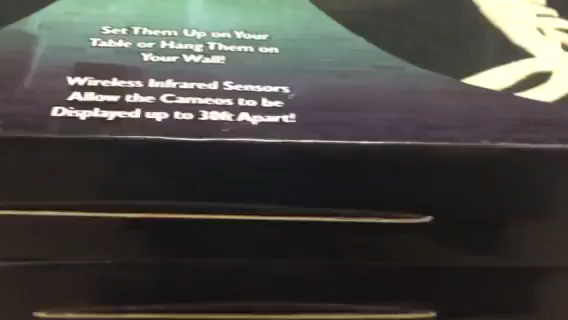 Set Them Up on Your
Table or Hang Them on
Your Wall!
Wireless Infrared Sensors
Allow the Cameos to be
Displayed up to 30ft Apart!